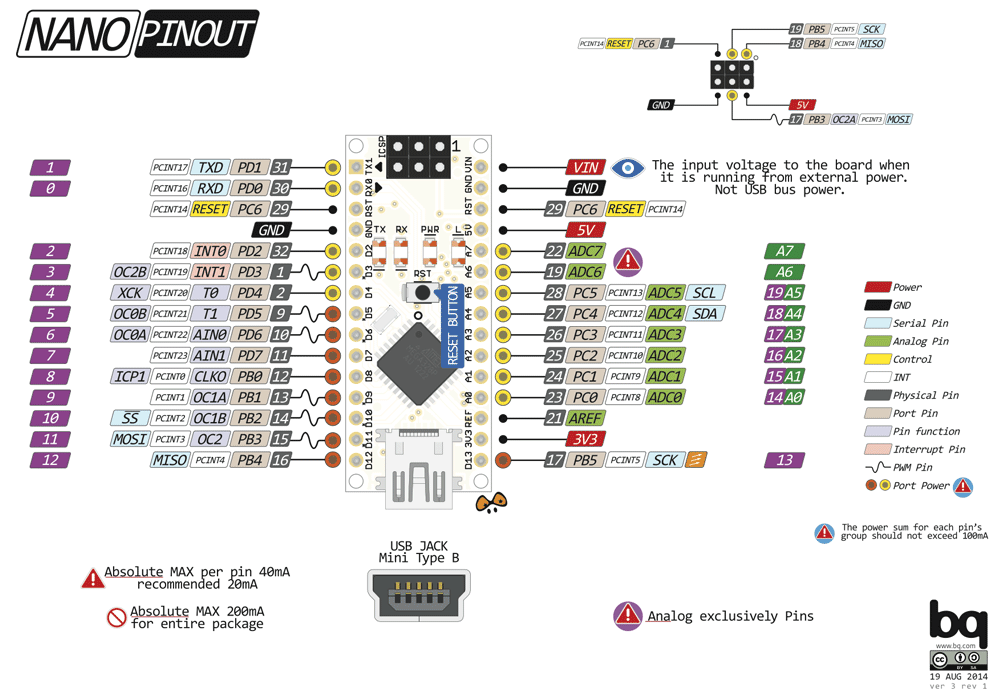 NANO PINOUT
19 PB5 PCINT5 SCK
PCINT14 RESET PC6 1
18 PB4 PCINT4 MISO
GND
5V
17 PB3 OC2A PCINT3 MOSI
ICSP 1
1 PCINT17 TXD PD1 31 TX1
0 PCINT16 RXD PD0 30 RX0
PCINT14 RESET PC6 29 RST
GND GND
2 PCINT18 INT0 PD2 32 D2
3 OC2B PCINT19 INT1 PD3 1 D3
4 XCK PCINT20 T0 PD4 2 D4
5 OC0B PCINT21 T1 PD5 9 D5
6 OC0A PCINT22 AIN0 PD6 10 D6
7 PCINT23 AIN1 PD7 11 D7
8 ICP1 PCINT0 CLKO PB0 12 D8
9 PCINT1 OC1A PB1 13 D9
10 SS PCINT2 OC1B PB2 14 D10
11 MOSI PCINT3 OC2 PB3 15 D11
12 MISO PCINT4 PB4 16 D12
TX RX PWR L
RST
RESET BUTTON
VIN VIN
GND GND
RST 29 PC6 RESET PCINT14
5V 5V
A7 22 ADC7 A7
A6 19 ADC6 A6
A5 28 PC5 PCINT13 ADC5 SCL 19 A5
A4 27 PC4 PCINT12 ADC4 SDA 18 A4
A3 26 PC3 PCINT11 ADC3 17 A3
A2 25 PC2 PCINT10 ADC2 16 A2
A1 24 PC1 PCINT9 ADC1 15 A1
A0 23 PC0 PCINT8 ADC0 14 A0
REF 21 AREF
3V3 3V3
D13 17 PB5 PCINT5 SCK 13
The input voltage to the board when
it is running from external power.
Not USB bus power.
Power
GND
Serial Pin
Analog Pin
Control
INT
Physical Pin
Port Pin
Pin function
Interrupt Pin
PWM Pin
Port Power
The power sum for each pin's
group should not exceed 100mA
USB JACK
Mini Type B
Absolute MAX per pin 40mA
recommended 20mA
Absolute MAX 200mA
for entire package
Analog exclusively Pins
bq
www.bq.com
cc BY SA
19 AUG 2014
ver 3 rev 1